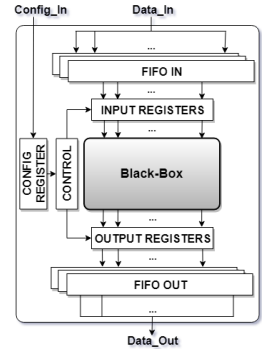 Config_In
Data_In
...
FIFO IN
...
INPUT REGISTERS
...
CONFIG
REGISTER
CONTROL
Black-Box
...
OUTPUT REGISTERS
...
FIFO OUT
...
Data_Out